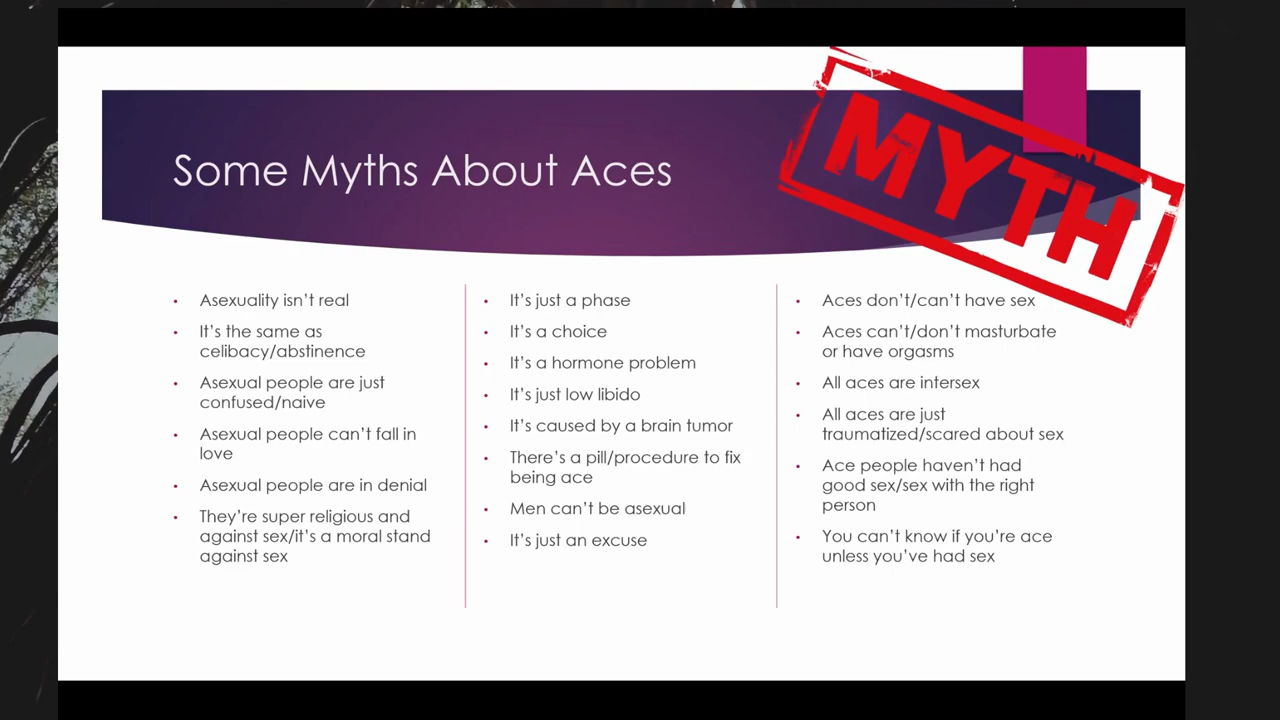 Some Myths About Aces
MYTH
Asexuality isn't real
It's the same as
celibacy/abstinence
Asexual people are just
confused/naive
Asexual people can't fall in
love
Asexual people are in denial
They're super religious and
against sex/it's a moral stand
against sex
It's just a phase
It's a choice
It's a hormone problem
It's just low libido
It's caused by a brain tumor
There's a pill/procedure to fix
being ace
Men can't be asexual
It's just an excuse
Aces don't/can't have sex
Aces can't/don't masturbate
or have orgasms
All aces are intersex
All aces are just
traumatized/scared about sex
Ace people haven't had
good sex/sex with the right
person
You can't know if you're ace
unless you've had sex